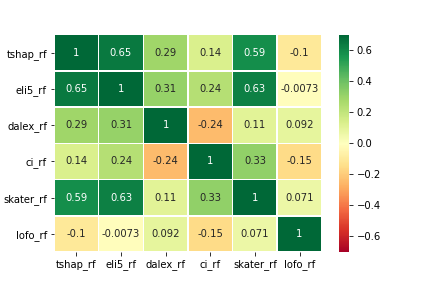 tshap_rf 1 0.65 0.29 0.14 0.59 -0.1
eli5_rf 0.65 1 0.31 0.24 0.63 -0.0073
dalex_rf 0.29 0.31 1 -0.24 0.11 0.092
ci_rf 0.14 0.24 -0.24 1 0.33 -0.15
skater_rf 0.59 0.63 0.11 0.33 1 0.071
lofo_rf -0.1 -0.0073 0.092 -0.15 0.071 1
tshap_rf eli5_rf dalex_rf ci_rf skater_rf lofo_rf
0.6
0.4
0.2
0.0
−0.2
−0.4
−0.6